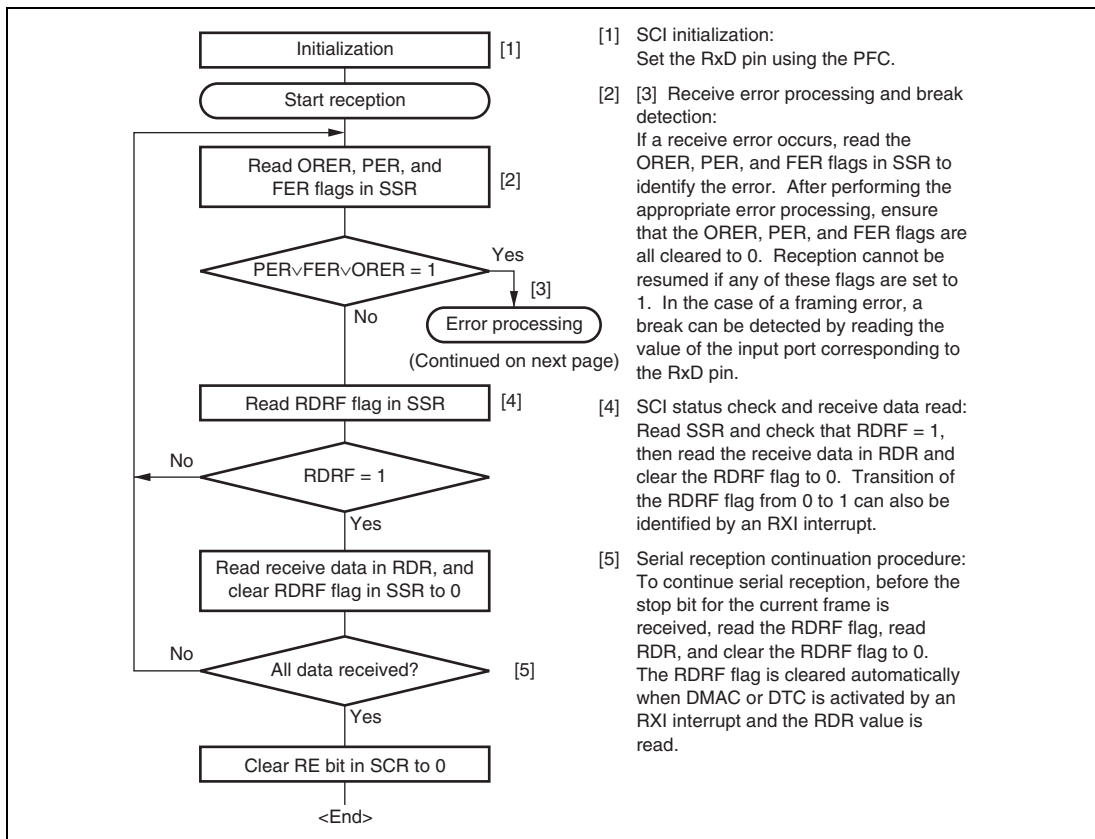 Initialization
[1]
Start reception
Read ORER, PER, and
FER flags in SSR
[2]
PER∨FER∨ORER = 1
Yes
[3]
Error processing
(Continued on next page)
No
Read RDRF flag in SSR
[4]
No
RDRF = 1
Yes
Read receive data in RDR, and
clear RDRF flag in SSR to 0
No
All data received?
[5]
Yes
Clear RE bit in SCR to 0
<End>
[1] SCI initialization:
Set the RxD pin using the PFC.
[2] [3] Receive error processing and break
detection:
If a receive error occurs, read the
ORER, PER, and FER flags in SSR to
identify the error. After performing the
appropriate error processing, ensure
that the ORER, PER, and FER flags are
all cleared to 0. Reception cannot be
resumed if any of these flags are set to
1. In the case of a framing error, a
break can be detected by reading the
value of the input port corresponding to
the RxD pin.
[4] SCI status check and receive data read:
Read SSR and check that RDRF = 1,
then read the receive data in RDR and
clear the RDRF flag to 0. Transition of
the RDRF flag from 0 to 1 can also be
identified by an RXI interrupt.
[5] Serial reception continuation procedure:
To continue serial reception, before the
stop bit for the current frame is
received, read the RDRF flag, read
RDR, and clear the RDRF flag to 0.
The RDRF flag is cleared automatically
when DMAC or DTC is activated by an
RXI interrupt and the RDR value is
read.